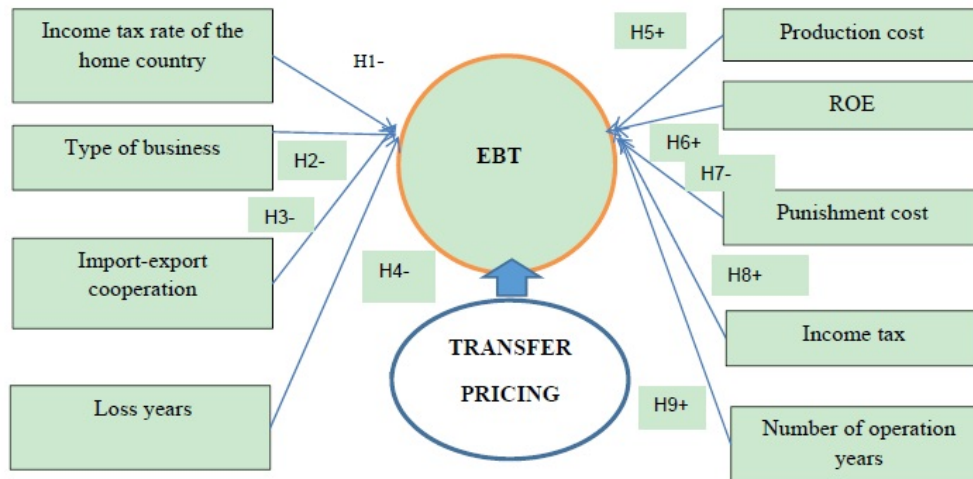 Income tax rate of the
home country
H1-
H5+
Production cost
ROE
Type of business
H2-
EBT
H6+
H7-
Punishment cost
H3-
Import-export
cooperation
H4-
H8+
Income tax
TRANSFER
PRICING
Loss years
H9+
Number of operation
years